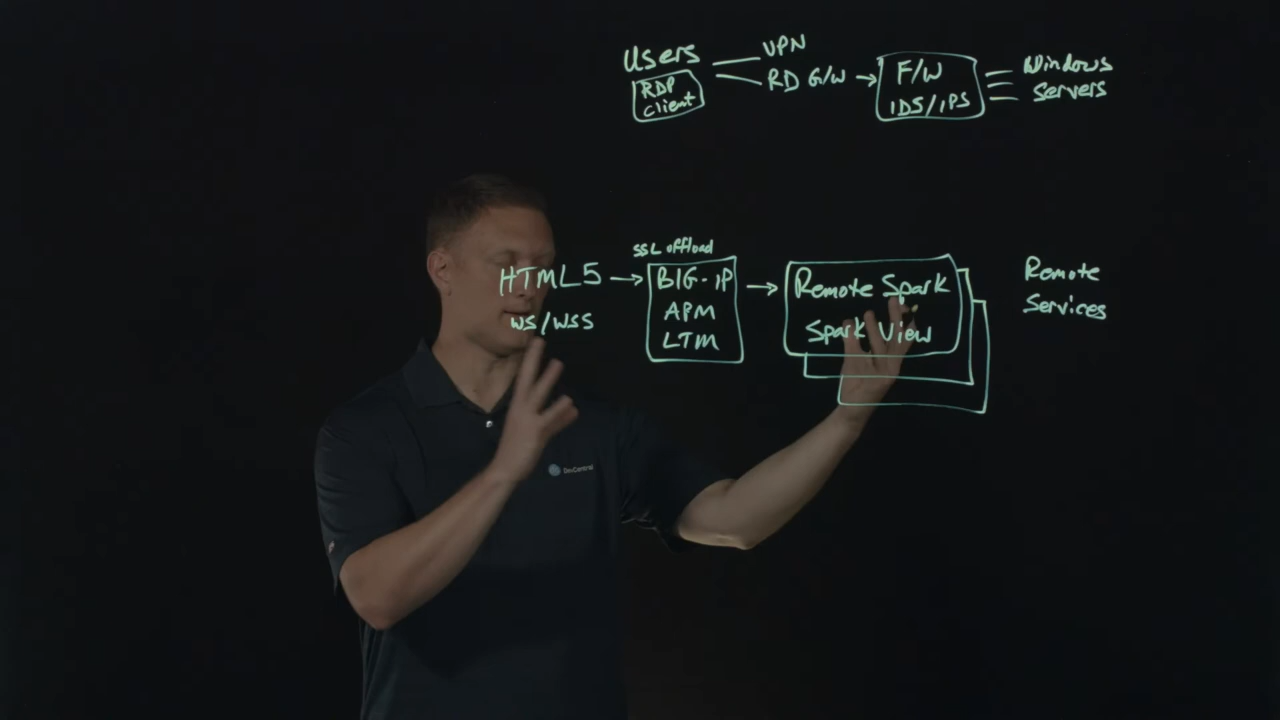 Users
RDP
client
VPN
RD G/W
F/W
IDS/IPS
Windows
Servers
HTML5
WS/WSS
SSL offload
BIG-IP
APM
LTM
Remote Spark
Spark View
Remote
Services
DevCentral